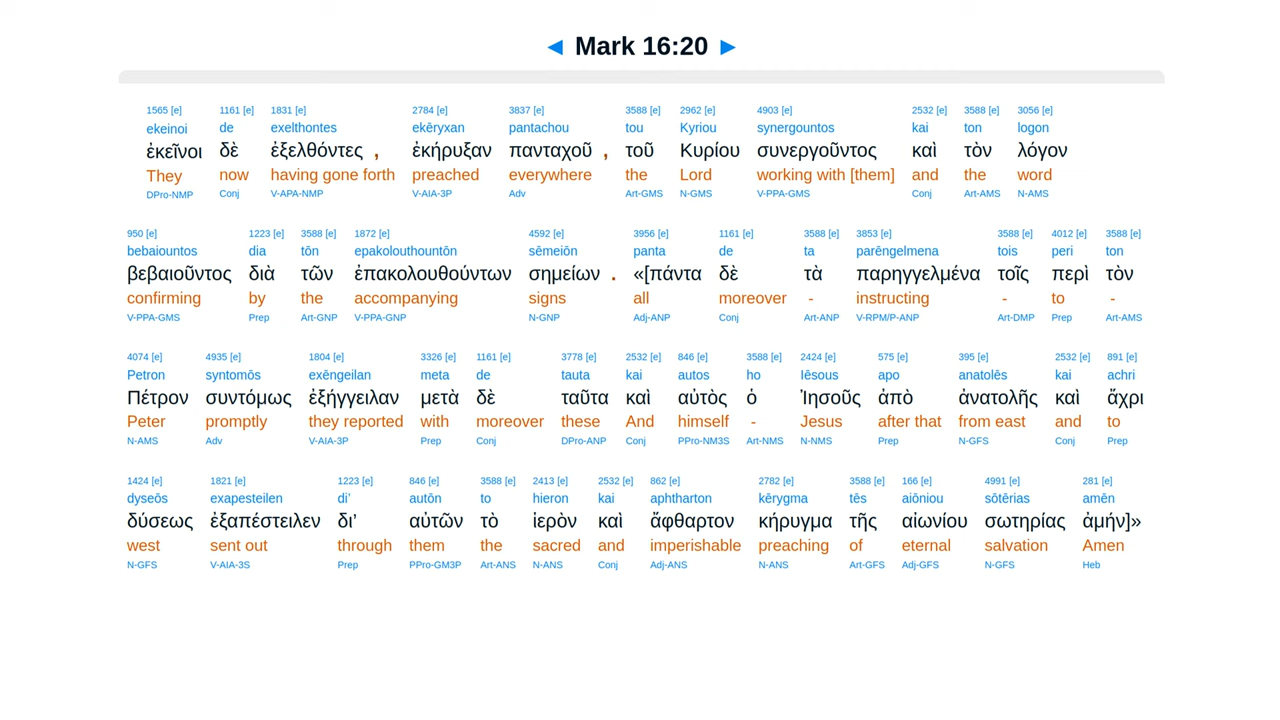 ◄ Mark 16:20 ►
1565 [e] 1161 [e] 1831 [e] 2784 [e] 3837 [e] 3588 [e] 2962 [e] 4903 [e] 2532 [e] 3588 [e] 3056 [e]
ekeinoi de exelthontes ekēryxan pantachou tou Kyriou synergountos kai ton logon
ἐκεῖνοι δὲ ἐξελθόντες , ἐκήρυξαν πανταχοῦ , τοῦ Κυρίου συνεργοῦντος καὶ τὸν λόγον
They now having gone forth preached everywhere the Lord working with [them] and the word
DPro-NMP Conj V-APA-NMP V-AIA-3P Adv Art-GMS N-GMS V-PPA-GMS Conj Art-AMS N-AMS
950 [e] 1223 [e] 3588 [e] 1872 [e] 4592 [e] 3956 [e] 1161 [e] 3588 [e] 3853 [e] 3588 [e] 4012 [e] 3588 [e]
bebaiountos dia tōn epakolouthountōn sēmeiōn panta de ta parēngelmena tois peri ton
βεβαιοῦντος διὰ τῶν ἐπακολουθούντων σημείων . «[πάντα δὲ τὰ παρηγγελμένα τοῖς περὶ τὸν
confirming by the accompanying signs all moreover - instructing - to -
V-PPA-GMS Prep Art-GNP V-PPA-GNP N-GNP Adj-ANP Conj Art-ANP V-RPM/P-ANP Art-DMP Prep Art-AMS
4074 [e] 4935 [e] 1804 [e] 3326 [e] 1161 [e] 3778 [e] 2532 [e] 846 [e] 3588 [e] 2424 [e] 575 [e] 395 [e] 2532 [e] 891 [e]
Petron syntomōs exēngeilan meta de tauta kai autos ho Iēsous apo anatolēs kai achri
Πέτρον συντόμως ἐξήγγειλαν μετὰ δὲ ταῦτα καὶ αὐτὸς ὁ Ἰησοῦς ἀπὸ ἀνατολῆς καὶ ἄχρι
Peter promptly they reported with moreover these And himself - Jesus after that from east and to
N-AMS Adv V-AIA-3P Prep Conj DPro-ANP Conj PPro-NM3S Art-NMS N-NMS Prep N-GFS Conj Prep
1424 [e] 1821 [e] 1223 [e] 846 [e] 3588 [e] 2413 [e] 2532 [e] 862 [e] 2782 [e] 3588 [e] 166 [e] 4991 [e] 281 [e]
dyseōs exapesteilen di’ autōn to hieron kai aphtharton kērygma tēs aiōniou sōtērias amēn
δύσεως ἐξαπέστειλεν δι’ αὐτῶν τὸ ἱερὸν καὶ ἄφθαρτον κήρυγμα τῆς αἰωνίου σωτηρίας ἀμήν]»
west sent out through them the sacred and imperishable preaching of eternal salvation Amen
N-GFS V-AIA-3S Prep PPro-GM3P Art-ANS N-ANS Conj Adj-ANS N-ANS Art-GFS Adj-GFS N-GFS Heb